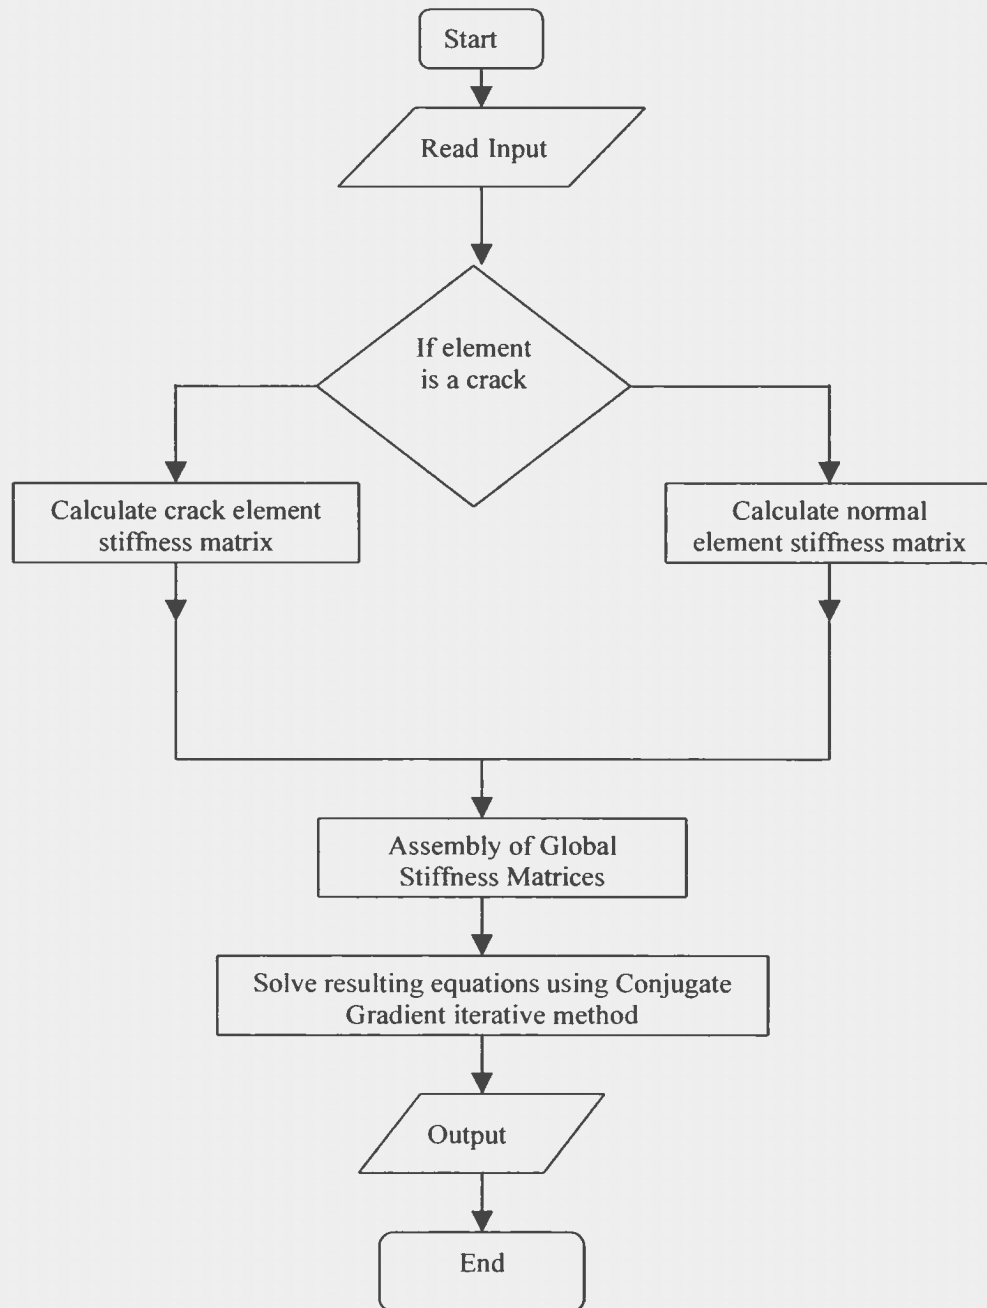 Start
Read Input
If element
is a crack
Calculate crack element
stiffness matrix
Calculate normal
element stiffness matrix
Assembly of Global
Stiffness Matrices
Solve resulting equations using Conjugate
Gradient iterative method
Output
End